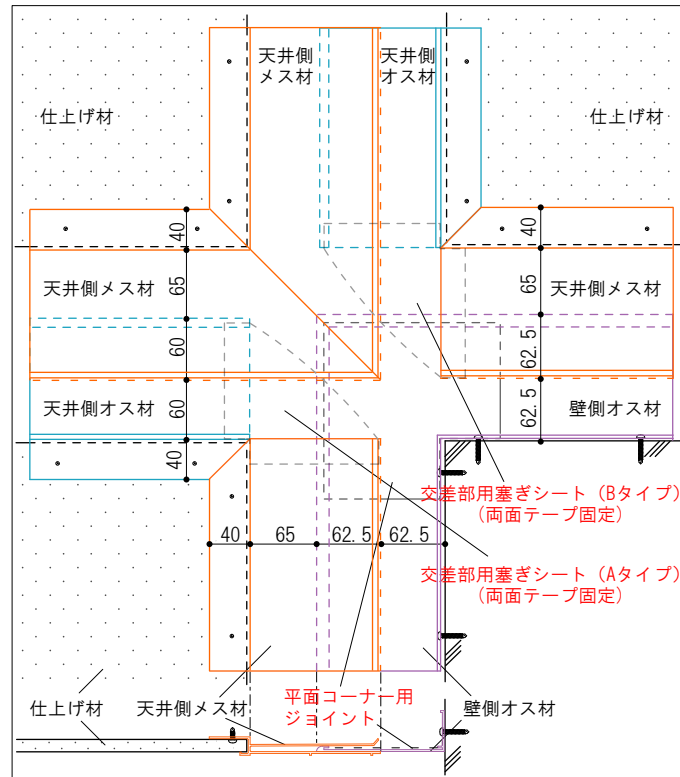 天井側
メス材
天井側
オス材
仕上げ材
仕上げ材
40
65
60
60
40
天井側メス材
天井側オス材
40
65
62.5
62.5
天井側メス材
壁側オス材
交差部用塞ぎシート（Bタイプ）
（両面テープ固定）
40
65
62.5
62.5
交差部用塞ぎシート（Aタイプ）
（両面テープ固定）
仕上げ材
天井側メス材
平面コーナー用
ジョイント
壁側オス材